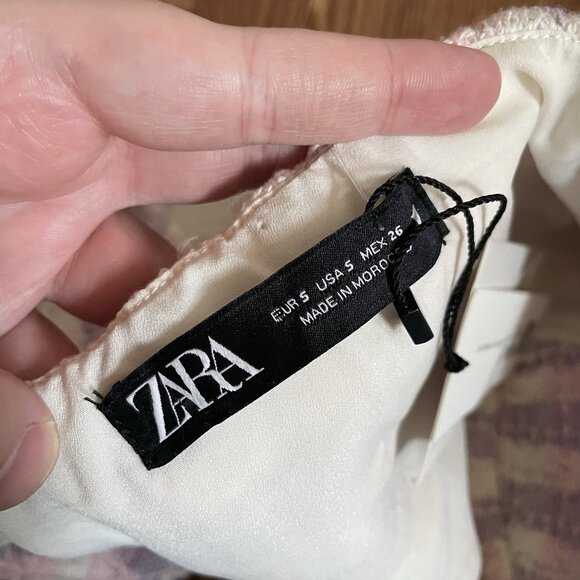 ZARA
EUR S USA S MEX 26
MADE IN MOROCCO